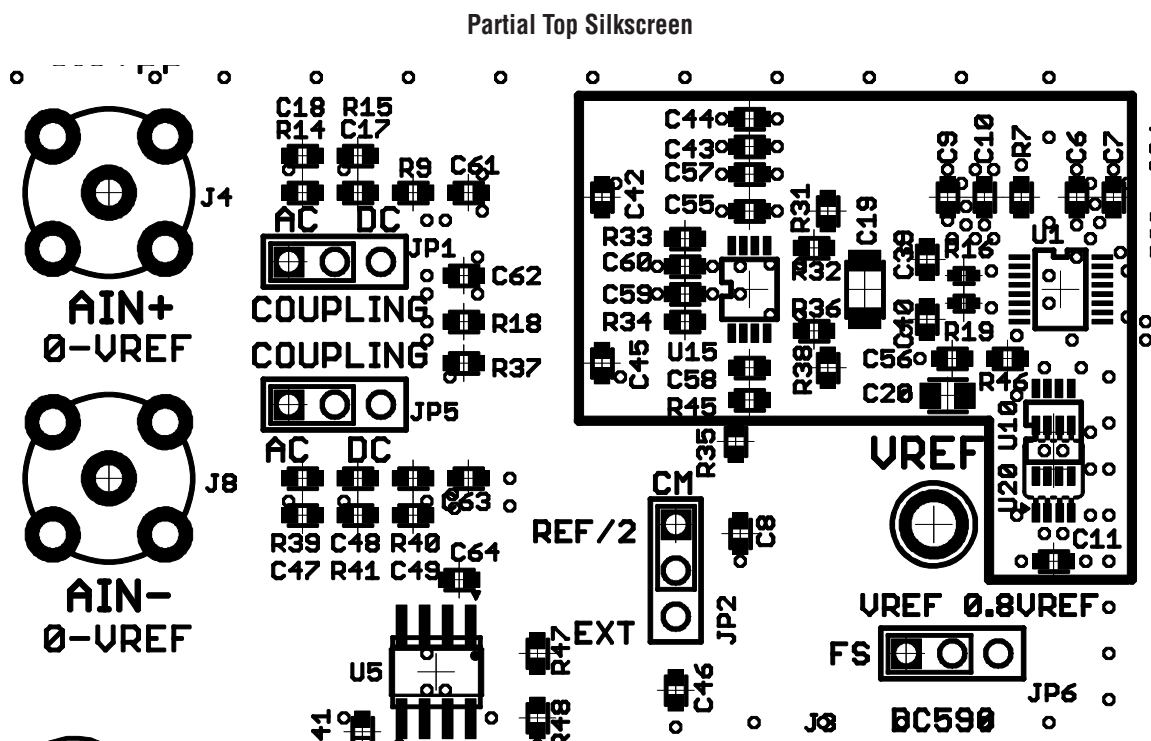 Partial Top Silkscreen
C18 R15
R14 C17
R9
C61
J4
AC DC
JP1
C62
AIN+
0-VREF
COUPLING
R18
COUPLING
R37
JP5
AC DC
J8
C63
R39 C48 R40
C47 R41 C49
C64
AIN-
0-VREF
U5
R47
R48
41
C44
C43
C57
C55
C42
R33
C60
C59
R34
C45
U15
C58
R45
R31
R32
C19
R36
R38
C9
C10
R7
C6
C7
U1
C39
R16
C40
R19
C56
R46
C20
U10
U20
C11
R35
VREF
CM
REF/2
C8
EXT
JP2
C46
VREF 0.8VREF
FS
JP6
J3
DC590